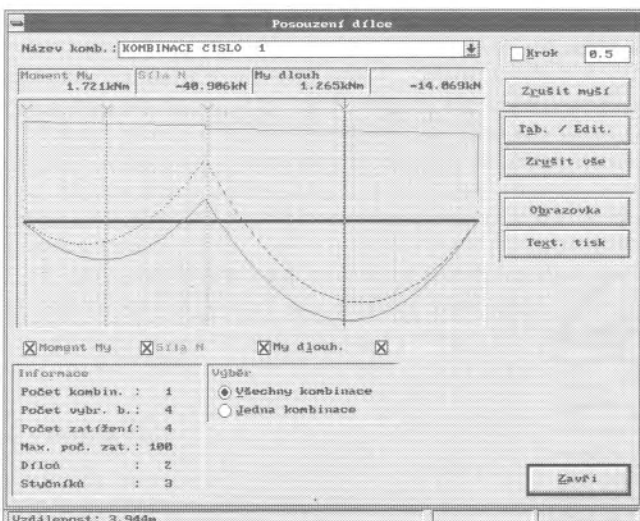 Posouzení dílce
Název komb.: KOMBINACE CISLO 1
Krok 0.5
Moment My Síla N My dlouh
1.721kNm -40.906kN 1.265kNm -14.069kN
Zrušit myší
Tab. / Edit.
Zrušit vše
Obrazovka
Text. tisk
Moment My Síla N My dlouh.
Informace
Počet kombin. : 1
Počet vybr. b.: 4
Počet zatížení: 4
Max. poč. zat.: 100
Dílců : 2
Styčníků : 3
Výběr
Všechny kombinace
Jedna kombinace
Zavři
Vzdálenost: 3.944m